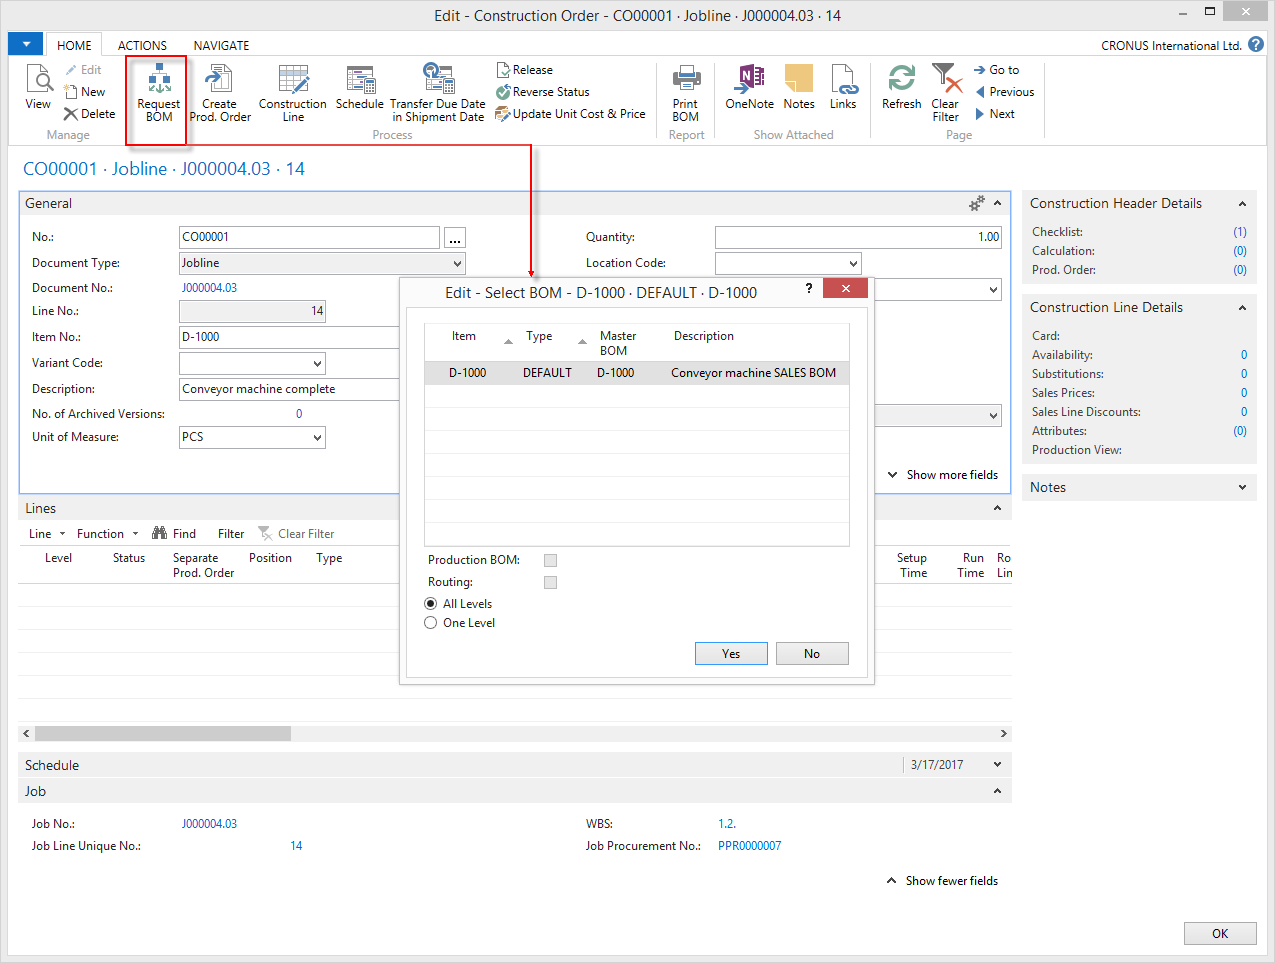 Edit - Construction Order - CO00001 · Jobline · J000004.03 · 14
HOME ACTIONS NAVIGATE CRONUS International Ltd. ?
View
Edit
New
Delete
Manage
Request BOM
Create Prod. Order
Construction Line
Schedule
Transfer Due Date in Shipment Date
Release
Reverse Status
Update Unit Cost & Price
Process
Print BOM
Report
OneNote
Notes
Links
Show Attached
Refresh
Clear Filter
Go to
Previous
Next
Page
CO00001 · Jobline · J000004.03 · 14
General
No.: CO00001 ...
Document Type: Jobline
Document No.: J000004.03
Line No.: 14
Item No.: D-1000
Variant Code:
Description: Conveyor machine complete
No. of Archived Versions: 0
Unit of Measure: PCS
Quantity: 1.00
Location Code:
Show more fields
Edit - Select BOM - D-1000 · DEFAULT · D-1000 ?
Item Type Master BOM Description
D-1000 DEFAULT D-1000 Conveyor machine SALES BOM
Production BOM:
Routing:
All Levels
One Level
Yes No
Lines
Line Function Find Filter Clear Filter
Level Status Separate Prod. Order Position Type Setup Time Run Time Ro Lin
Schedule 3/17/2017
Job
Job No.: J000004.03 WBS: 1.2.
Job Line Unique No.: 14 Job Procurement No.: PPR0000007
Show fewer fields
Construction Header Details
Checklist: (1)
Calculation: (0)
Prod. Order: (0)
Construction Line Details
Card:
Availability: 0
Substitutions: 0
Sales Prices: 0
Sales Line Discounts: 0
Attributes: (0)
Production View:
Notes
OK